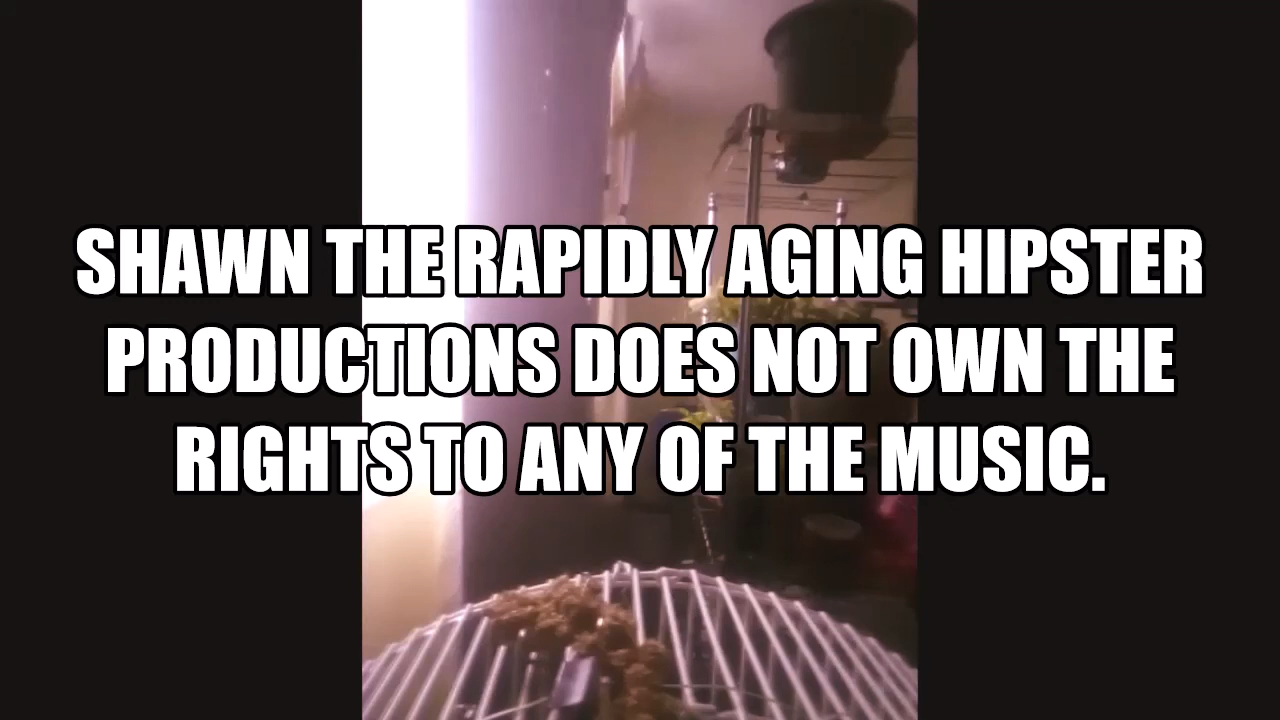 SHAWN THE RAPIDLY AGING HIPSTER
PRODUCTIONS DOES NOT OWN THE
RIGHTS TO ANY OF THE MUSIC.